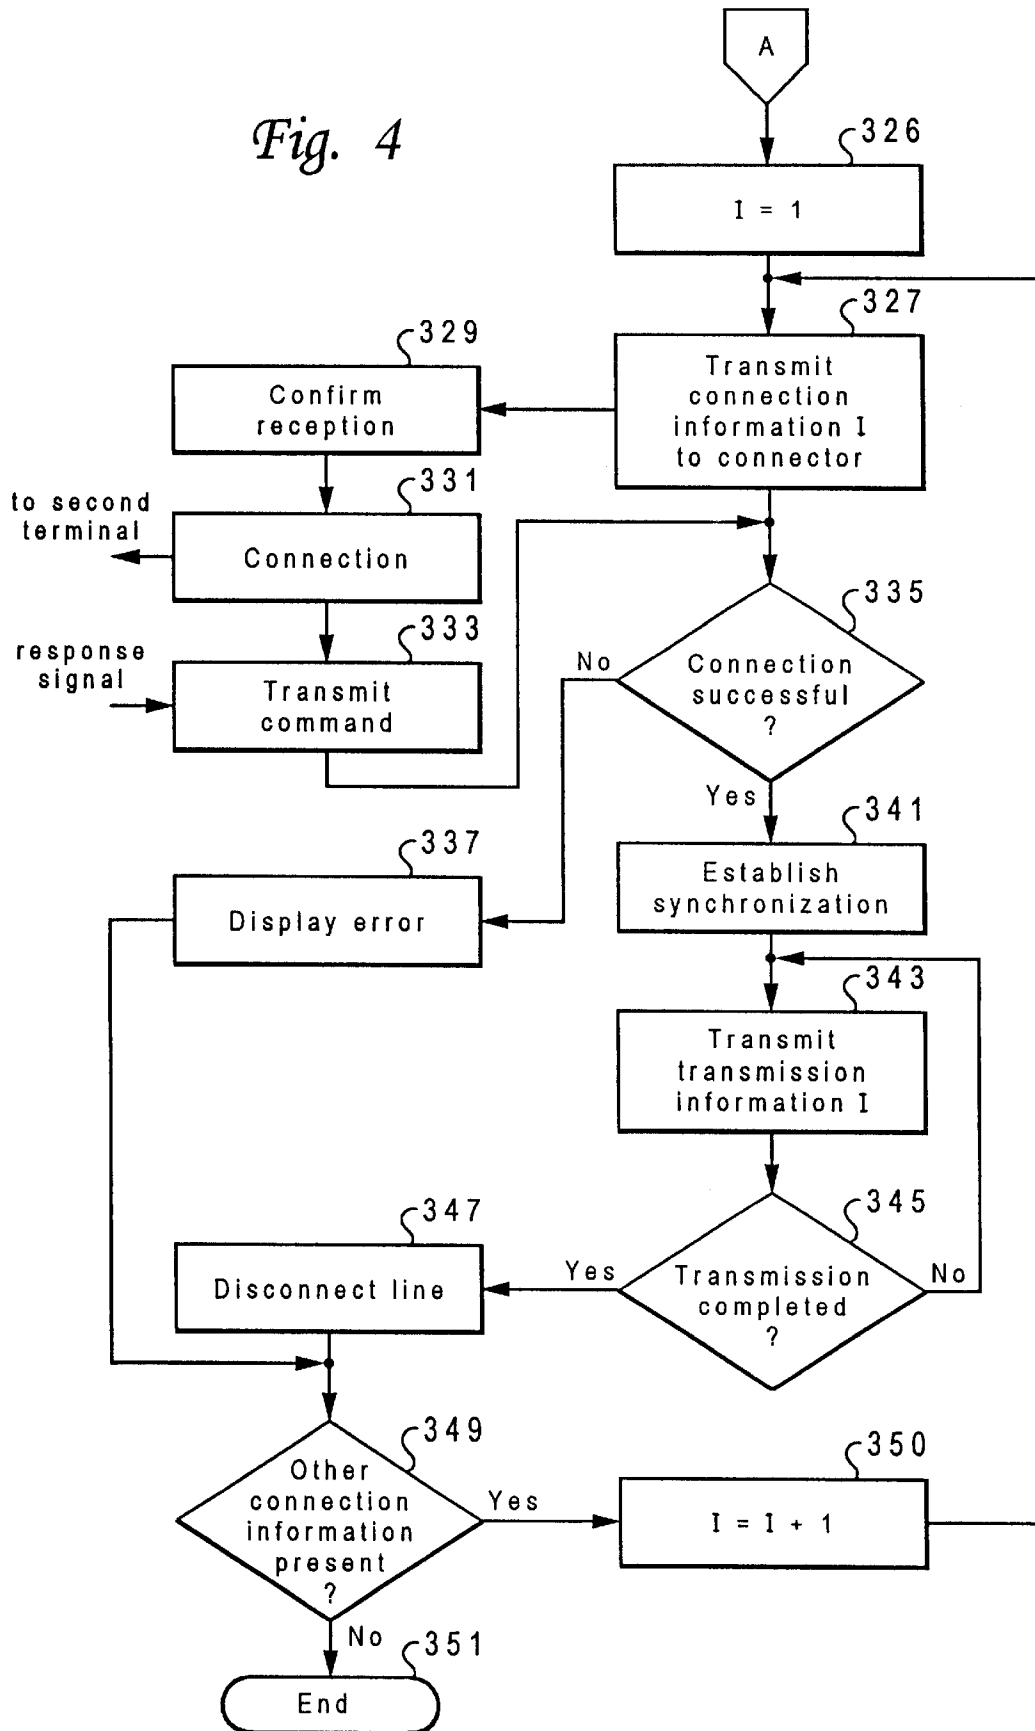 A
Fig. 4
326
I = 1
327
Transmit
connection
information I
to connector
329
Confirm
reception
331
to second
terminal
Connection
333
response
signal
Transmit
command
335
Connection
successful
?
No
Yes
341
Establish
synchronization
337
Display error
343
Transmit
transmission
information I
345
Transmission
completed
?
Yes
No
347
Disconnect line
349
Other
connection
information
present
?
Yes
350
I = I + 1
No
351
End